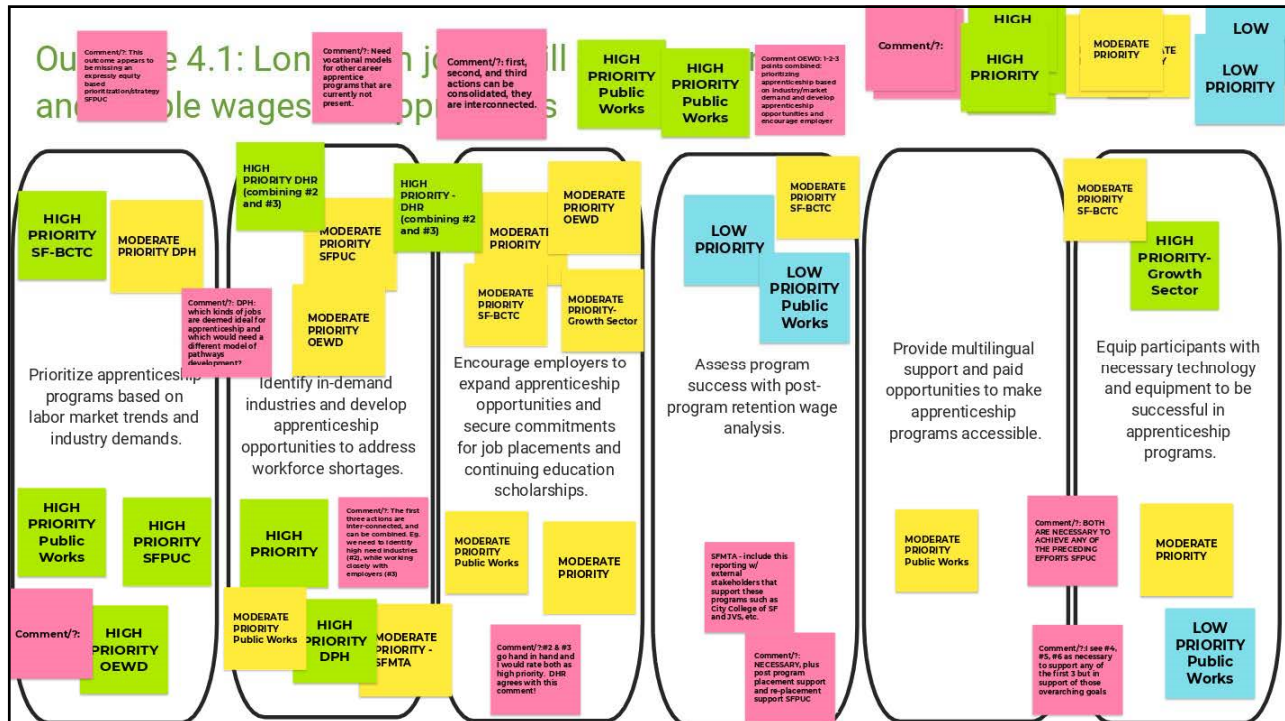 Ou
e 4.1: Lon
m jo
ill
and
ble wages
pp
s
Comment/?: This
outcome appears to
be missing an
expressly equity
based
prioritization/strategy
SFPUC
Comment/?: Need
vocational models
for other career
apprentice
programs that are
currently not
present.
Comment/?: first,
second, and third
actions can be
consolidated, they
are interconnected.
HIGH
PRIORITY
Public
Works
HIGH
PRIORITY
Public
Works
Comment OEWD: 1-2-3
points combined:
prioritizing
apprenticeship based
on industry/market
demand and develop
apprenticeship
opportunities and
encourage employer
Comment/?:
HIGH
HIGH
PRIORITY
MODERATE
PRIORITY
LOW
LOW
PRIORITY
HIGH
PRIORITY
SF-BCTC
MODERATE
PRIORITY DPH
Comment/?: DPH:
which kinds of jobs
are deemed ideal for
apprenticeship and
which would need a
different model of
pathways
development?
Prioritize apprenticeship
programs based on
labor market trends and
industry demands.
HIGH
PRIORITY
Public
Works
HIGH
PRIORITY
SFPUC
Comment/?:
HIGH
PRIORITY
OEWD
HIGH
PRIORITY DHR
(combining #2
and #3)
MODERATE
PRIORITY
SFPUC
MODERATE
PRIORITY
OEWD
Identify in-demand
industries and develop
apprenticeship
opportunities to address
workforce shortages.
HIGH
PRIORITY
Comment/?: The first
three actions are
inter-connected, and
can be combined. Eg.
we need to identify
high need industries
(#2), while working
closely with
employers (#3)
MODERATE
PRIORITY
Public Works
HIGH
PRIORITY
DPH
MODERATE
PRIORITY -
SFMTA
HIGH
PRIORITY -
DHR
(combining #2
and #3)
MODERATE
PRIORITY
MODERATE
PRIORITY
OEWD
MODERATE
PRIORITY
SF-BCTC
MODERATE
PRIORITY-
Growth Sector
Encourage employers to
expand apprenticeship
opportunities and
secure commitments
for job placements and
continuing education
scholarships.
MODERATE
PRIORITY
Public Works
MODERATE
PRIORITY
Comment/?:#2 & #3
go hand in hand and
I would rate both as
high priority. DHR
agrees with this
comment!
LOW
PRIORITY
MODERATE
PRIORITY
SF-BCTC
LOW
PRIORITY
Public
Works
Assess program
success with post-
program retention wage
analysis.
SFMTA - include this
reporting w/
external
stakeholders that
support these
programs such as
City College of SF
and JVS, etc.
Comment/?:
NECESSARY, plus
post program
placement support
and re-placement
support SFPUC
Provide multilingual
support and paid
opportunities to make
apprenticeship
programs accessible.
MODERATE
PRIORITY
Public Works
Comment/?: BOTH
ARE NECESSARY TO
ACHIEVE ANY OF
THE PRECEDING
EFFORTS SFPUC
Comment/?:I see #4,
#5, #6 as necessary
to support any of
the first 3 but in
support of those
overarching goals
MODERATE
PRIORITY
SF-BCTC
HIGH
PRIORITY-
Growth
Sector
Equip participants with
necessary technology
and equipment to be
successful in
apprenticeship
programs.
MODERATE
PRIORITY
LOW
PRIORITY
Public
Works